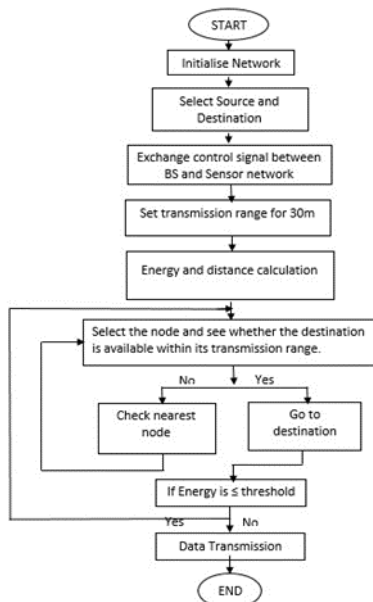 START
Initialise Network
Select Source and
Destination
Exchange control signal between
BS and Sensor network
Set transmission range for 30m
Energy and distance calculation
Select the node and see whether the destination
is available within its transmission range.
No
Yes
Check nearest
node
Go to
destination
If Energy is ≤ threshold
Yes
No
Data Transmission
END